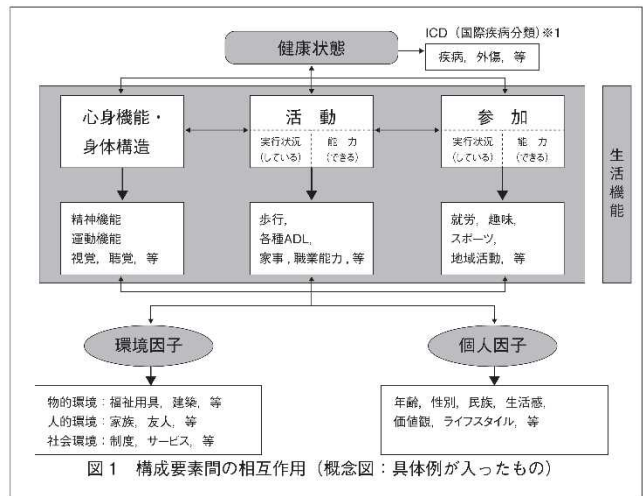 ICD（国際疾病分類）※1
健康状態
疾病，外傷，等
心身機能・
身体構造
活　動
実行状況
(している)
能　力
(できる)
参　加
実行状況
(している)
能　力
(できる)
生活機能
精神機能
運動機能
視覚，聴覚，等
歩行，
各種ADL，
家事，職業能力，等
就労，趣味，
スポーツ，
地域活動，等
環境因子
個人因子
物的環境：福祉用具，建築，等
人的環境：家族，友人，等
社会環境：制度，サービス，等
年齢，性別，民族，生活感，
価値観，ライフスタイル，等
図1　構成要素間の相互作用（概念図：具体例が入ったもの）